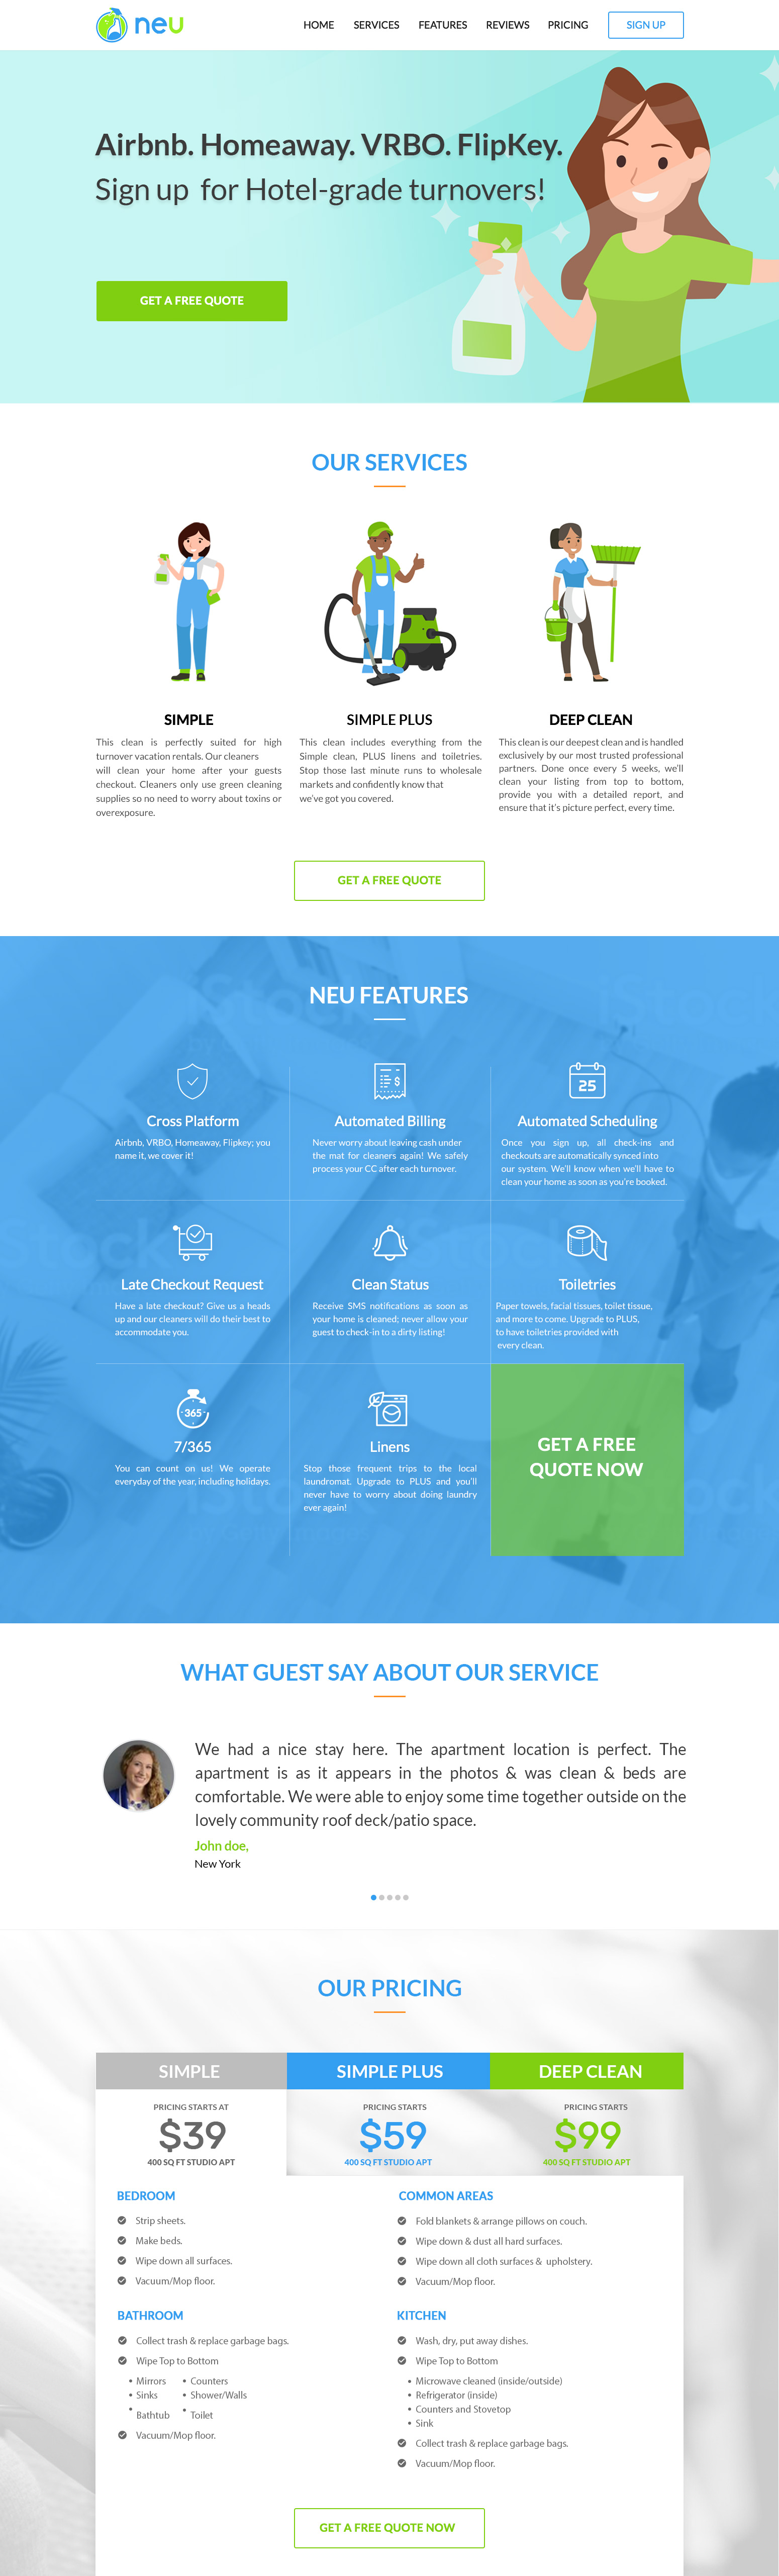 neu
HOME SERVICES FEATURES REVIEWS PRICING SIGN UP
Airbnb. Homeaway. VRBO. FlipKey.
Sign up for Hotel-grade turnovers!
GET A FREE QUOTE
OUR SERVICES
SIMPLE
This clean is perfectly suited for high
turnover vacation rentals. Our cleaners
will clean your home after your guests
checkout. Cleaners only use green cleaning
supplies so no need to worry about toxins or
overexposure.
SIMPLE PLUS
This clean includes everything from the
Simple clean, PLUS linens and toiletries.
Stop those last minute runs to wholesale
markets and confidently know that
we've got you covered.
DEEP CLEAN
This clean is our deepest clean and is handled
exclusively by our most trusted professional
partners. Done once every 5 weeks, we'll
clean your listing from top to bottom,
provide you with a detailed report, and
ensure that it's picture perfect, every time.
GET A FREE QUOTE
NEU FEATURES
Cross Platform
Airbnb, VRBO, Homeaway, Flipkey; you
name it, we cover it!
$
Automated Billing
Never worry about leaving cash under
the mat for cleaners again! We safely
process your CC after each turnover.
25
Automated Scheduling
Once you sign up, all check-ins and
checkouts are automatically synced into
our system. We'll know when we'll have to
clean your home as soon as you're booked.
Late Checkout Request
Have a late checkout? Give us a heads
up and our cleaners will do their best to
accommodate you.
Clean Status
Receive SMS notifications as soon as
your home is cleaned; never allow your
guest to check-in to a dirty listing!
Toiletries
Paper towels, facial tissues, toilet tissue,
and more to come. Upgrade to PLUS,
to have toiletries provided with
every clean.
365
7/365
You can count on us! We operate
everyday of the year, including holidays.
Linens
Stop those frequent trips to the local
laundromat. Upgrade to PLUS and you'll
never have to worry about doing laundry
ever again!
GET A FREE
QUOTE NOW
WHAT GUEST SAY ABOUT OUR SERVICE
We had a nice stay here. The apartment location is perfect. The
apartment is as it appears in the photos & was clean & beds are
comfortable. We were able to enjoy some time together outside on the
lovely community roof deck/patio space.
John doe,
New York
OUR PRICING
SIMPLE
PRICING STARTS AT
$39
400 SQ FT STUDIO APT
SIMPLE PLUS
PRICING STARTS
$59
400 SQ FT STUDIO APT
DEEP CLEAN
PRICING STARTS
$99
400 SQ FT STUDIO APT
BEDROOM
Strip sheets.
Make beds.
Wipe down all surfaces.
Vacuum/Mop floor.
COMMON AREAS
Fold blankets & arrange pillows on couch.
Wipe down & dust all hard surfaces.
Wipe down all cloth surfaces & upholstery.
Vacuum/Mop floor.
BATHROOM
Collect trash & replace garbage bags.
Wipe Top to Bottom
• Mirrors • Counters
• Sinks • Shower/Walls
• Bathtub • Toilet
Vacuum/Mop floor.
KITCHEN
Wash, dry, put away dishes.
Wipe Top to Bottom
• Microwave cleaned (inside/outside)
• Refrigerator (inside)
• Counters and Stovetop
• Sink
Collect trash & replace garbage bags.
Vacuum/Mop floor.
GET A FREE QUOTE NOW